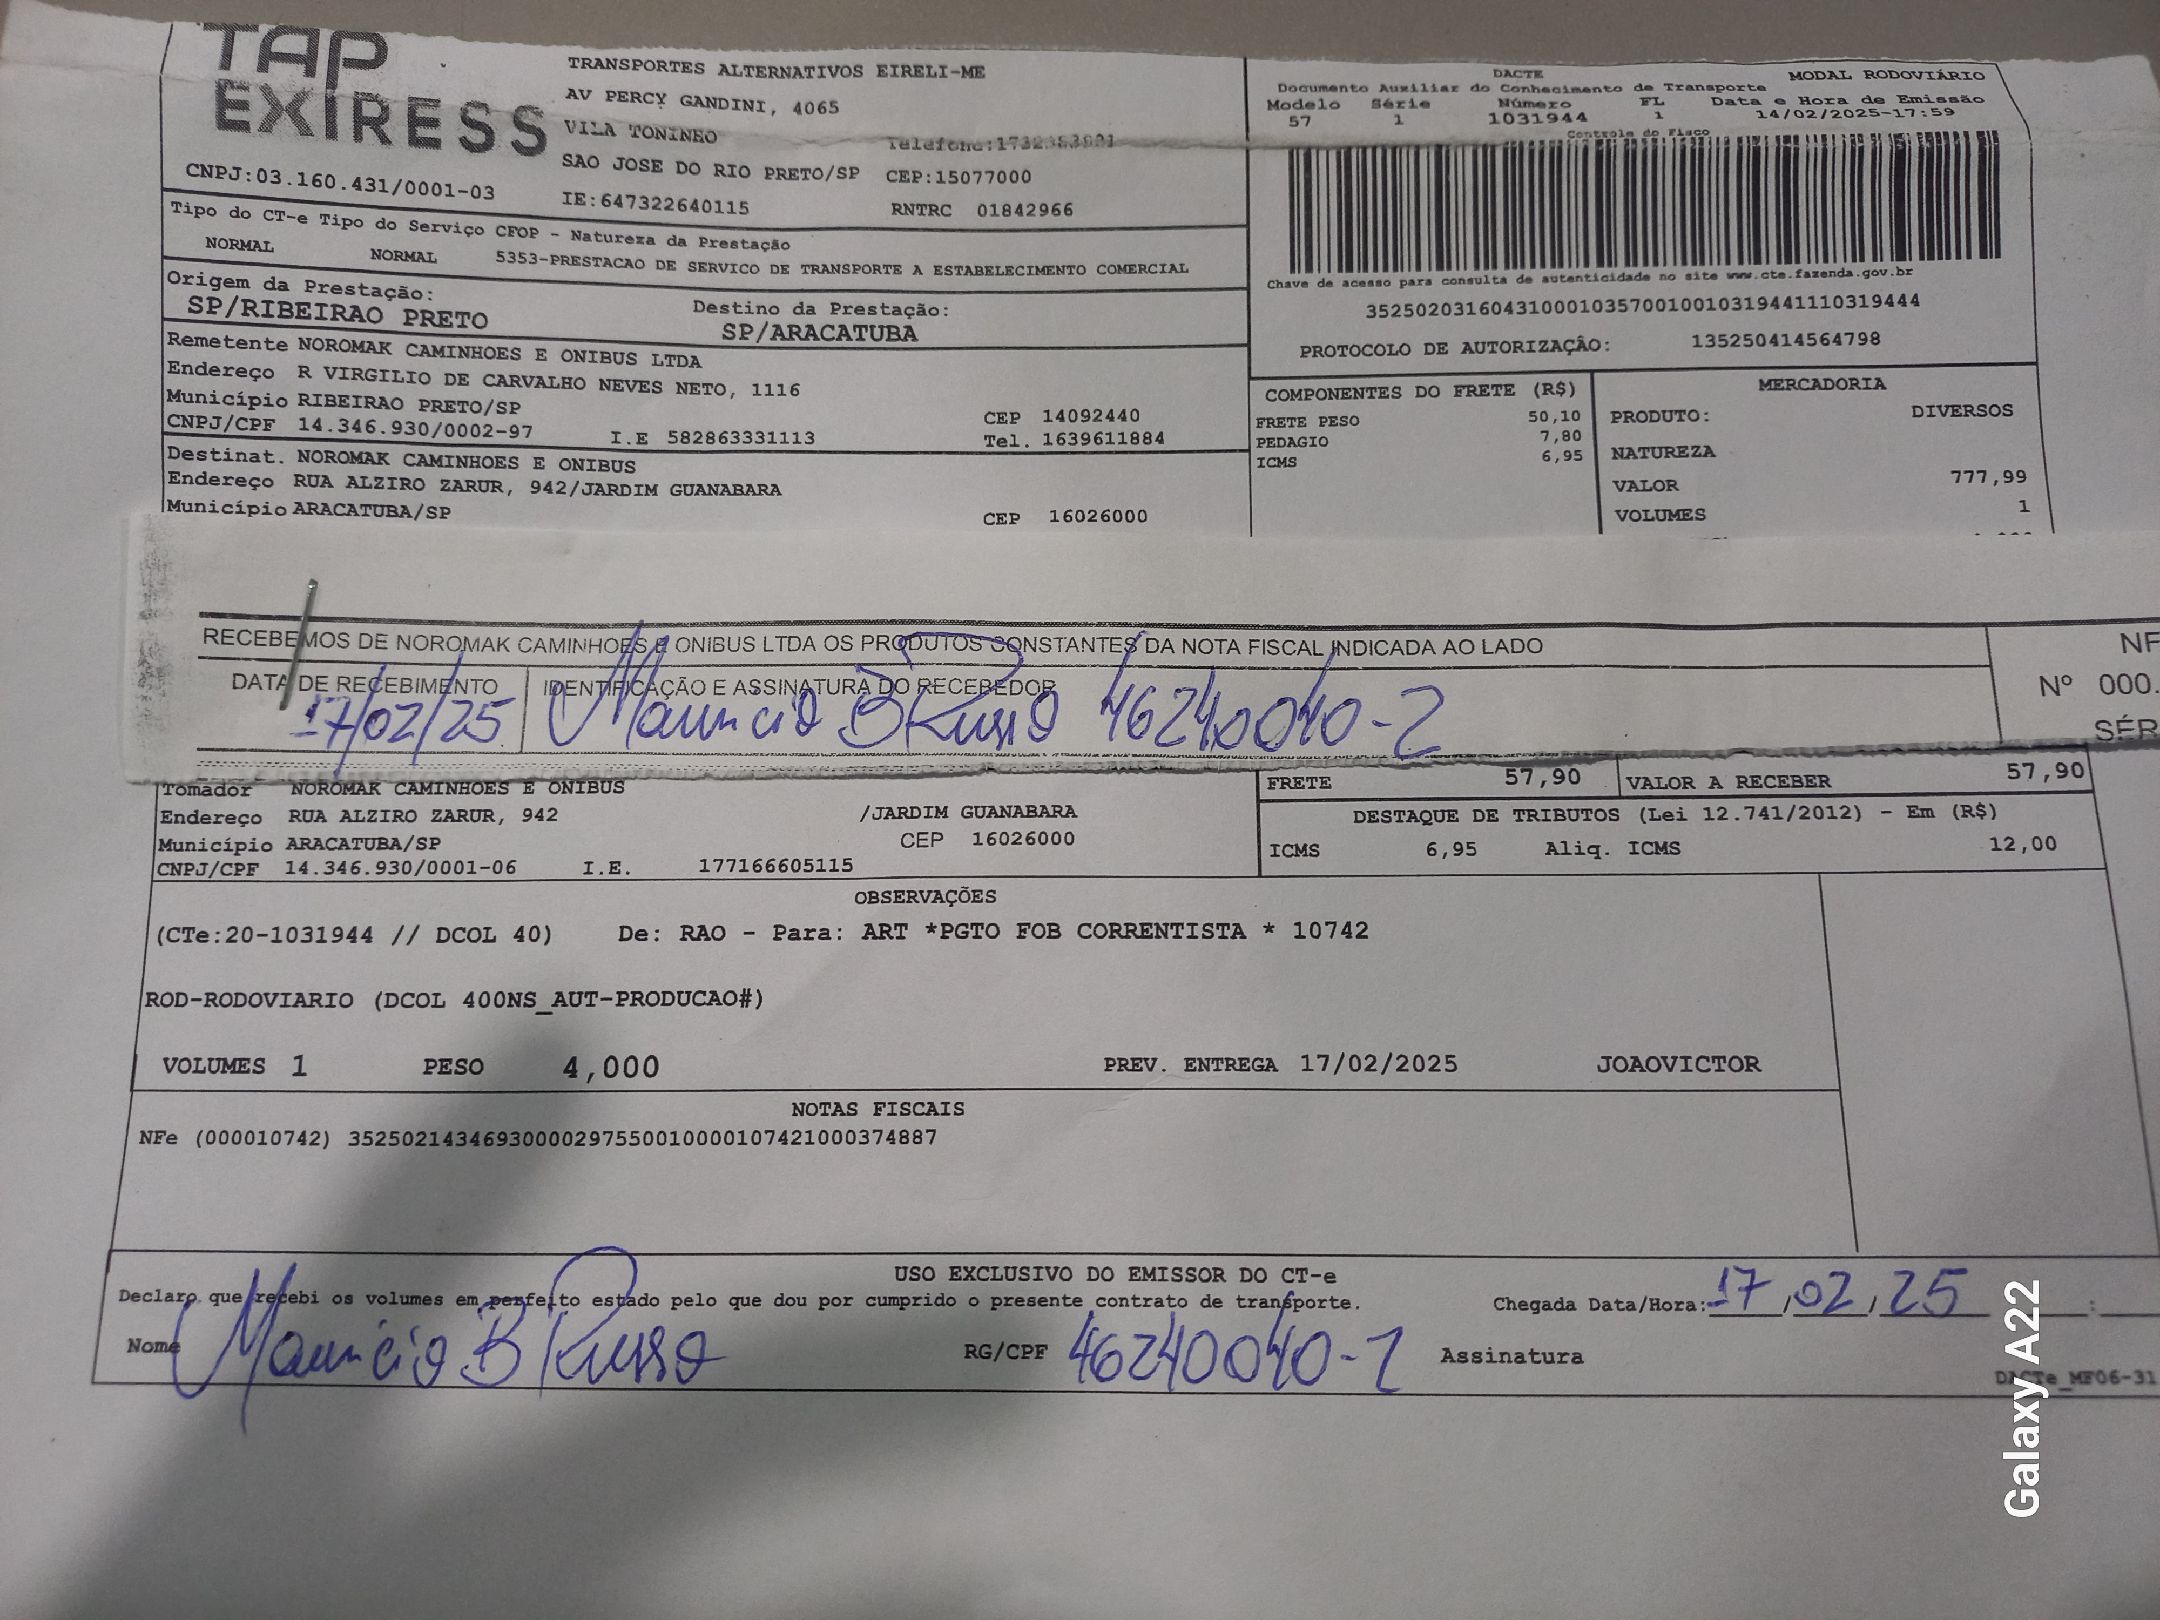 TAP
EXPRESS
TRANSPORTES ALTERNATIVOS EIRELI-ME
AV PERCY GANDINI, 4065
VILA TONINHO
SAO JOSE DO RIO PRETO/SP CEP:15077000
CNPJ:03.160.431/0001-03
IE:647322640115 RNTRC 01842966
DACTE MODAL RODOVIÁRIO
Documento Auxiliar do Conhecimento de Transporte
Modelo Série Número FL Data e Hora de Emissão
57 1 1031944 1 14/02/2025-17:59
Controle do Fisco
Tipo do CT-e Tipo do Serviço CFOP - Natureza da Prestação
NORMAL NORMAL 5353-PRESTACAO DE SERVICO DE TRANSPORTE A ESTABELECIMENTO COMERCIAL
Chave de acesso para consulta de autenticidade no site www.cte.fazenda.gov.br
35250203160431000103570010010319441110319444
PROTOCOLO DE AUTORIZAÇÃO: 135250414564798
Origem da Prestação: Destino da Prestação:
SP/RIBEIRAO PRETO SP/ARACATUBA
Remetente NOROMAK CAMINHOES E ONIBUS LTDA
Endereço R VIRGILIO DE CARVALHO NEVES NETO, 1116
Município RIBEIRAO PRETO/SP CEP 14092440
CNPJ/CPF 14.346.930/0002-97 I.E 582863331113 Tel. 1639611884
Destinat. NOROMAK CAMINHOES E ONIBUS
Endereço RUA ALZIRO ZARUR, 942/JARDIM GUANABARA
Município ARACATUBA/SP CEP 16026000
COMPONENTES DO FRETE (R$)
FRETE PESO 50,10
PEDAGIO 7,80
ICMS 6,95
MERCADORIA
PRODUTO: DIVERSOS
NATUREZA
VALOR 777,99
VOLUMES 1
RECEBEMOS DE NOROMAK CAMINHOES E ONIBUS LTDA OS PRODUTOS CONSTANTES DA NOTA FISCAL INDICADA AO LADO
DATA DE RECEBIMENTO IDENTIFICAÇÃO E ASSINATURA DO RECEBEDOR
17/02/25 Mauricio B Russo 46240040-2
NF
Nº 000.
SÉR
Tomador NOROMAK CAMINHOES E ONIBUS
Endereço RUA ALZIRO ZARUR, 942 /JARDIM GUANABARA
Município ARACATUBA/SP CEP 16026000
CNPJ/CPF 14.346.930/0001-06 I.E. 177166605115
FRETE 57,90 VALOR A RECEBER 57,90
DESTAQUE DE TRIBUTOS (Lei 12.741/2012) - Em (R$)
ICMS 6,95 Aliq. ICMS 12,00
OBSERVAÇÕES
(CTe:20-1031944 // DCOL 40) De: RAO - Para: ART *PGTO FOB CORRENTISTA * 10742
ROD-RODOVIARIO (DCOL 400NS_AUT-PRODUCAO#)
VOLUMES 1 PESO 4,000 PREV. ENTREGA 17/02/2025 JOAOVICTOR
NOTAS FISCAIS
NFe (000010742) 35250214346930000297550010000107421000374887
USO EXCLUSIVO DO EMISSOR DO CT-e
Declaro que recebi os volumes em perfeito estado pelo que dou por cumprido o presente contrato de transporte. Chegada Data/Hora: 17/02/25 :
Nome Mauricio B Russo RG/CPF 46240040-2 Assinatura
DACTe_MF06-31
Galaxy A22